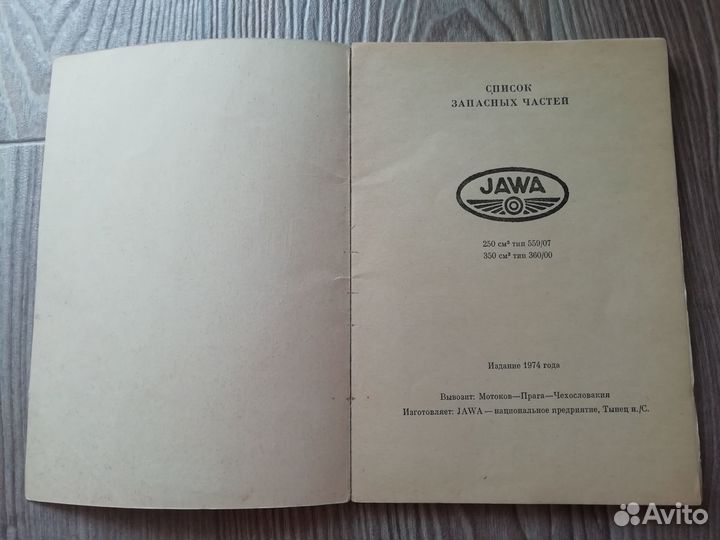 СПИСОК
ЗАПАСНЫХ ЧАСТЕЙ
JAWA
250 см³ тип 559/07
350 см³ тип 360/00
Издание 1974 года
Вывозит: Мотоков—Прага—Чехословакия
Изготовляет: JAWA — национальное предприятие, Тынец н./С.
Avito